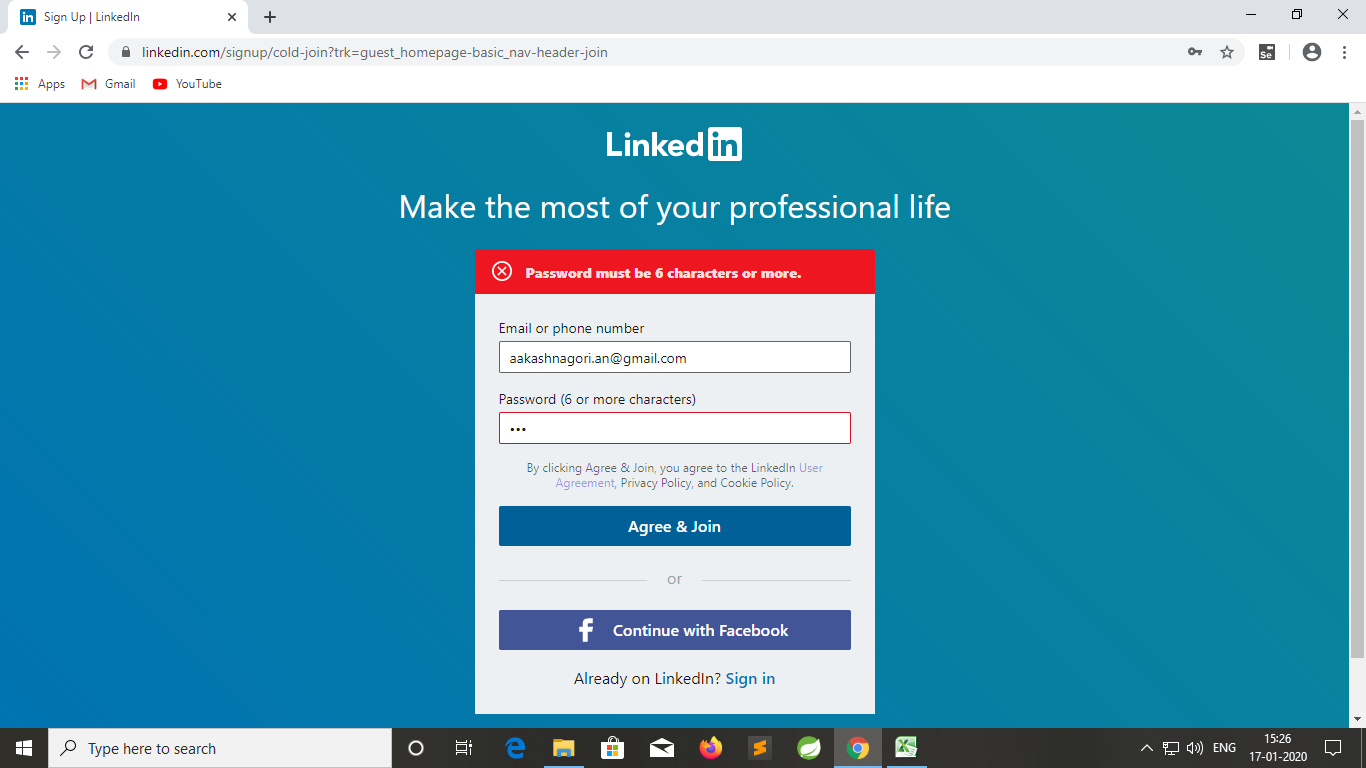 Sign Up | LinkedIn
linkedin.com/signup/cold-join?trk=guest_homepage-basic_nav-header-join
Se
Apps
Gmail
YouTube
Linked in
Make the most of your professional life
Password must be 6 characters or more.
Email or phone number
aakashnagori.an@gmail.com
Password (6 or more characters)
•••
By clicking Agree & Join, you agree to the LinkedIn User
Agreement, Privacy Policy, and Cookie Policy.
Agree & Join
or
Continue with Facebook
Already on LinkedIn? Sign in
Type here to search
ENG
15:26
17-01-2020